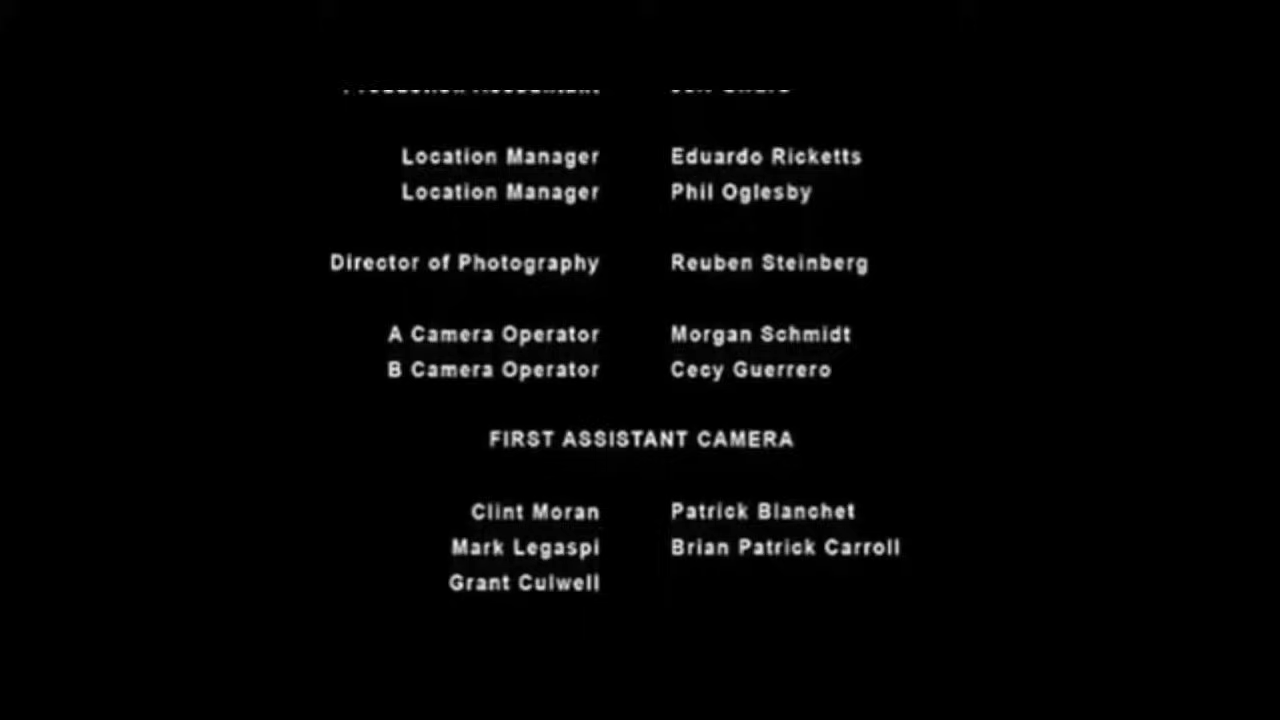 Location Manager Eduardo Ricketts
Location Manager Phil Oglesby
Director of Photography Reuben Steinberg
A Camera Operator Morgan Schmidt
B Camera Operator Cecy Guerrero
FIRST ASSISTANT CAMERA
Clint Moran Patrick Blanchet
Mark Legaspi Brian Patrick Carroll
Grant Culwell